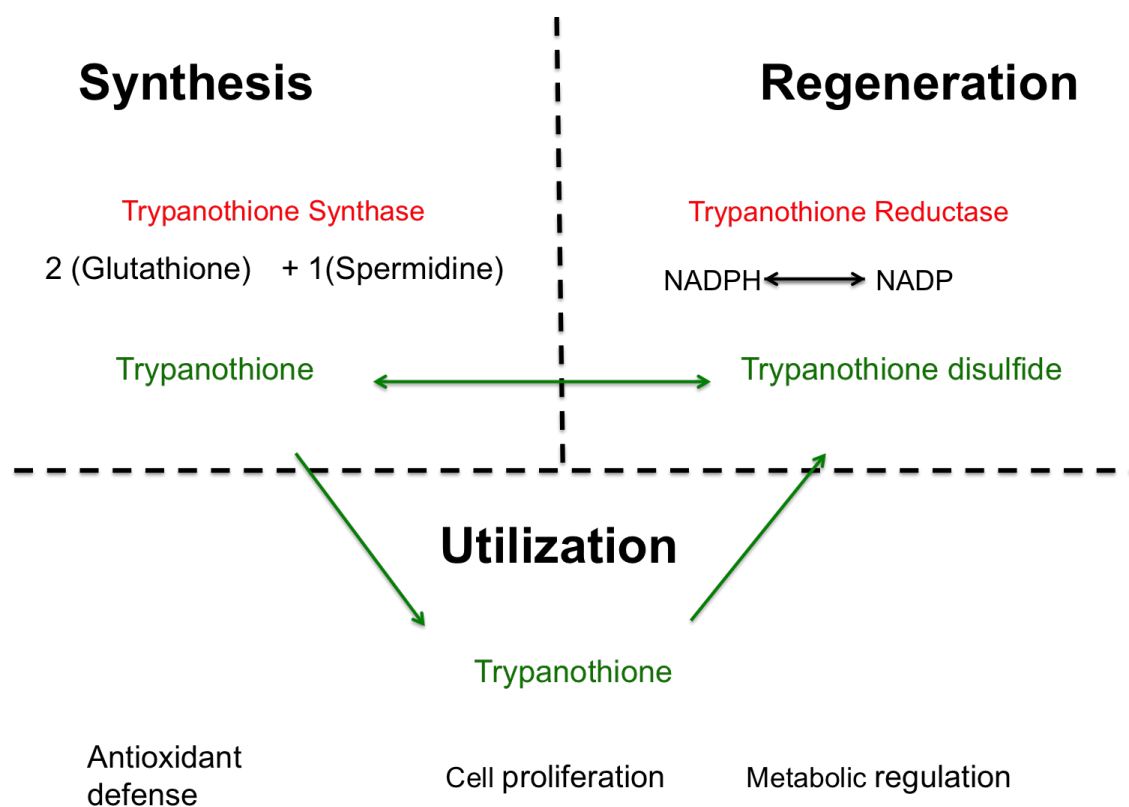 Synthesis
Regeneration
Trypanothione Synthase
Trypanothione Reductase
2 (Glutathione) + 1(Spermidine)
NADPH NADP
Trypanothione
Trypanothione disulfide
Utilization
Trypanothione
Antioxidant
defense
Cell proliferation
Metabolic regulation